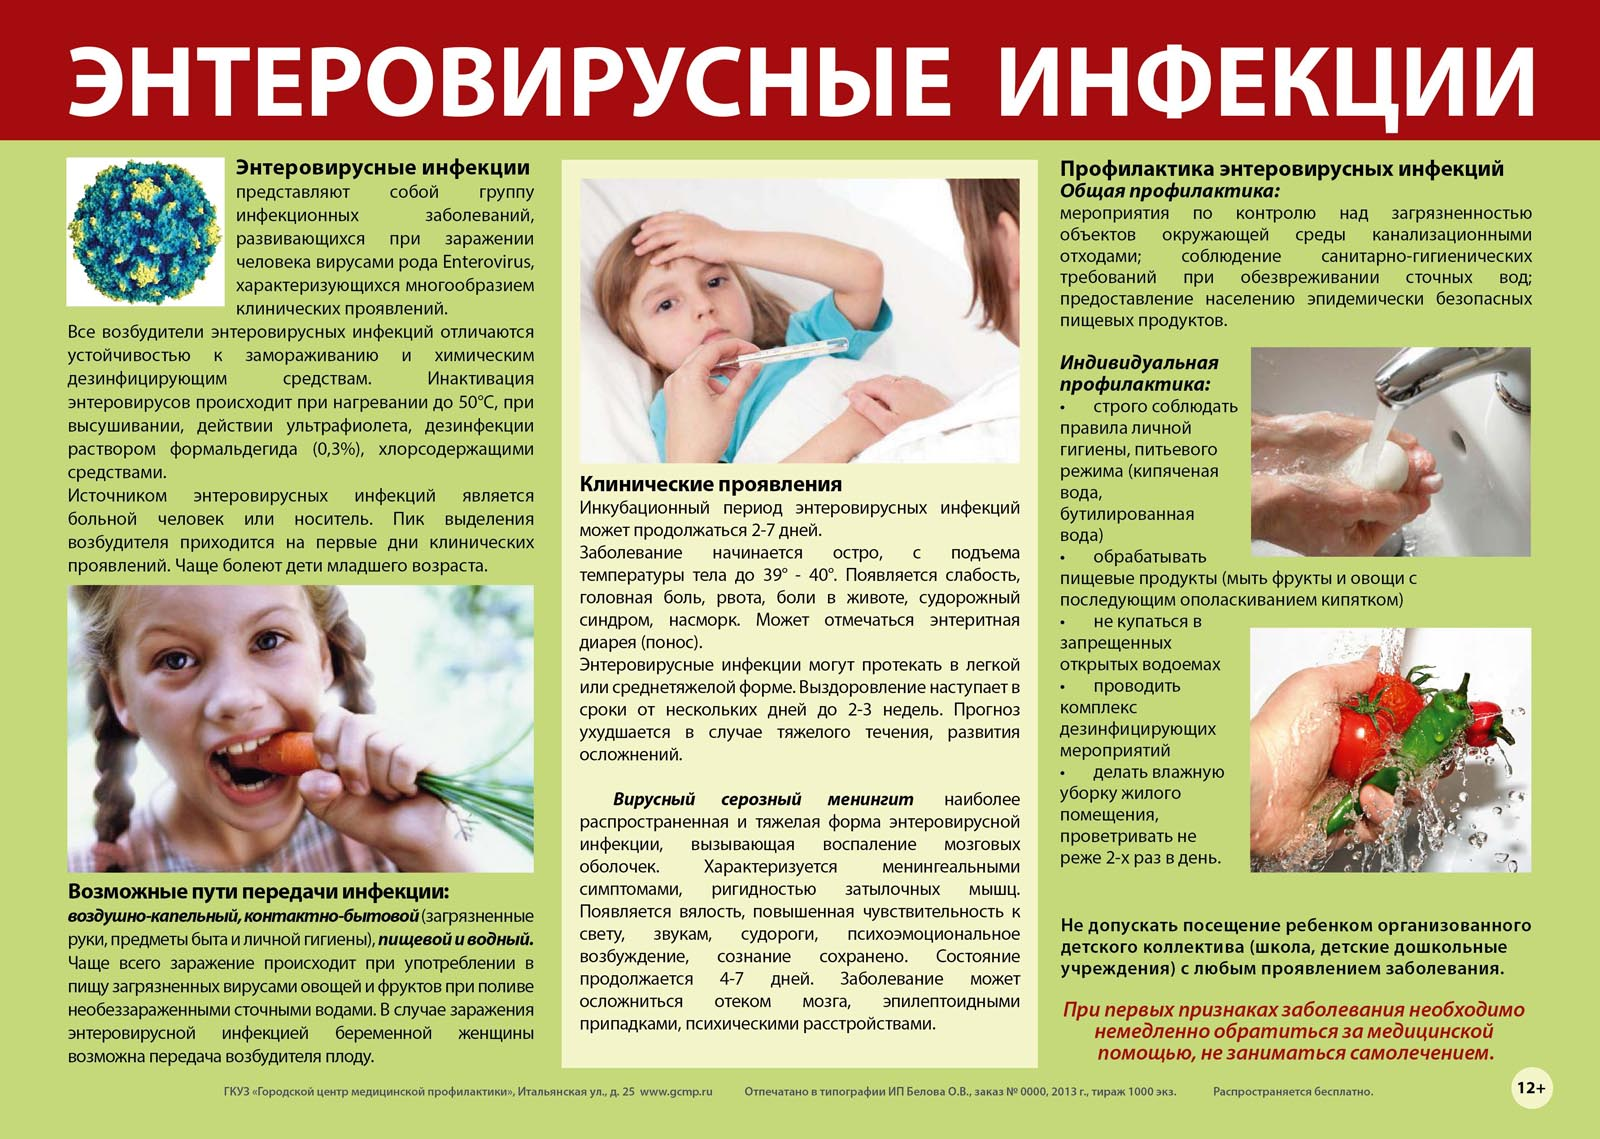 ЭНТЕРОВИРУСНЫЕ ИНФЕКЦИИ
Энтеровирусные инфекции
представляют собой группу
инфекционных заболеваний,
развивающихся при заражении
человека вирусами рода Enterovirus,
характеризующихся многообразием
клинических проявлений.
Все возбудители энтеровирусных инфекций отличаются
устойчивостью к замораживанию и химическим
дезинфицирующим средствам. Инактивация
энтеровирусов происходит при нагревании до 50°С, при
высушивании, действии ультрафиолета, дезинфекции
раствором формальдегида (0,3%), хлорсодержащими
средствами.
Источником энтеровирусных инфекций является
больной человек или носитель. Пик выделения
возбудителя приходится на первые дни клинических
проявлений. Чаще болеют дети младшего возраста.
Возможные пути передачи инфекции:
воздушно-капельный, контактно-бытовой (загрязненные
руки, предметы быта и личной гигиены), пищевой и водный.
Чаще всего заражение происходит при употреблении в
пищу загрязненных вирусами овощей и фруктов при поливе
необеззараженными сточными водами. В случае заражения
энтеровирусной инфекцией беременной женщины
возможна передача возбудителя плоду.
Клинические проявления
Инкубационный период энтеровирусных инфекций
может продолжаться 2-7 дней.
Заболевание начинается остро, с подъема
температуры тела до 39° - 40°. Появляется слабость,
головная боль, рвота, боли в животе, судорожный
синдром, насморк. Может отмечаться энтеритная
диарея (понос).
Энтеровирусные инфекции могут протекать в легкой
или среднетяжелой форме. Выздоровление наступает в
сроки от нескольких дней до 2-3 недель. Прогноз
ухудшается в случае тяжелого течения, развития
осложнений.
Вирусный серозный менингит наиболее
распространенная и тяжелая форма энтеровирусной
инфекции, вызывающая воспаление мозговых
оболочек. Характеризуется менингеальными
симптомами, ригидностью затылочных мышц.
Появляется вялость, повышенная чувствительность к
свету, звукам, судороги, психоэмоциональное
возбуждение, сознание сохранено. Состояние
продолжается 4-7 дней. Заболевание может
осложниться отеком мозга, эпилептоидными
припадками, психическими расстройствами.
Профилактика энтеровирусных инфекций
Общая профилактика:
мероприятия по контролю над загрязненностью
объектов окружающей среды канализационными
отходами; соблюдение санитарно-гигиенических
требований при обезвреживании сточных вод;
предоставление населению эпидемически безопасных
пищевых продуктов.
Индивидуальная
профилактика:
• строго соблюдать
правила личной
гигиены, питьевого
режима (кипяченая
вода,
бутилированная
вода)
• обрабатывать
пищевые продукты (мыть фрукты и овощи с
последующим ополаскиванием кипятком)
• не купаться в
запрещенных
открытых водоемах
• проводить
комплекс
дезинфицирующих
мероприятий
• делать влажную
уборку жилого
помещения,
проветривать не
реже 2-х раз в день.
Не допускать посещение ребенком организованного
детского коллектива (школа, детские дошкольные
учреждения) с любым проявлением заболевания.
При первых признаках заболевания необходимо
немедленно обратиться за медицинской
помощью, не заниматься самолечением.
ГКУЗ «Городской центр медицинской профилактики», Итальянская ул., д. 25 www.gcmp.ru Отпечатано в типографии ИП Белова О.В., заказ № 0000, 2013 г., тираж 1000 экз. Распространяется бесплатно.
12+